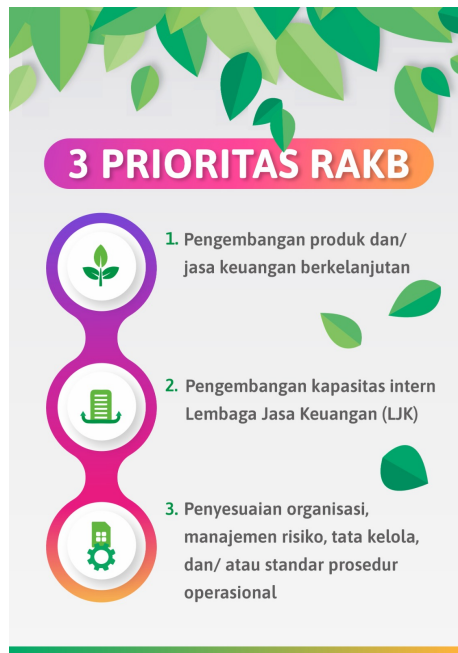 3 PRIORITAS RAKB
1. Pengembangan produk dan/
jasa keuangan berkelanjutan
2. Pengembangan kapasitas intern
Lembaga Jasa Keuangan (LJK)
3. Penyesuaian organisasi,
manajemen risiko, tata kelola,
dan/ atau standar prosedur
operasional